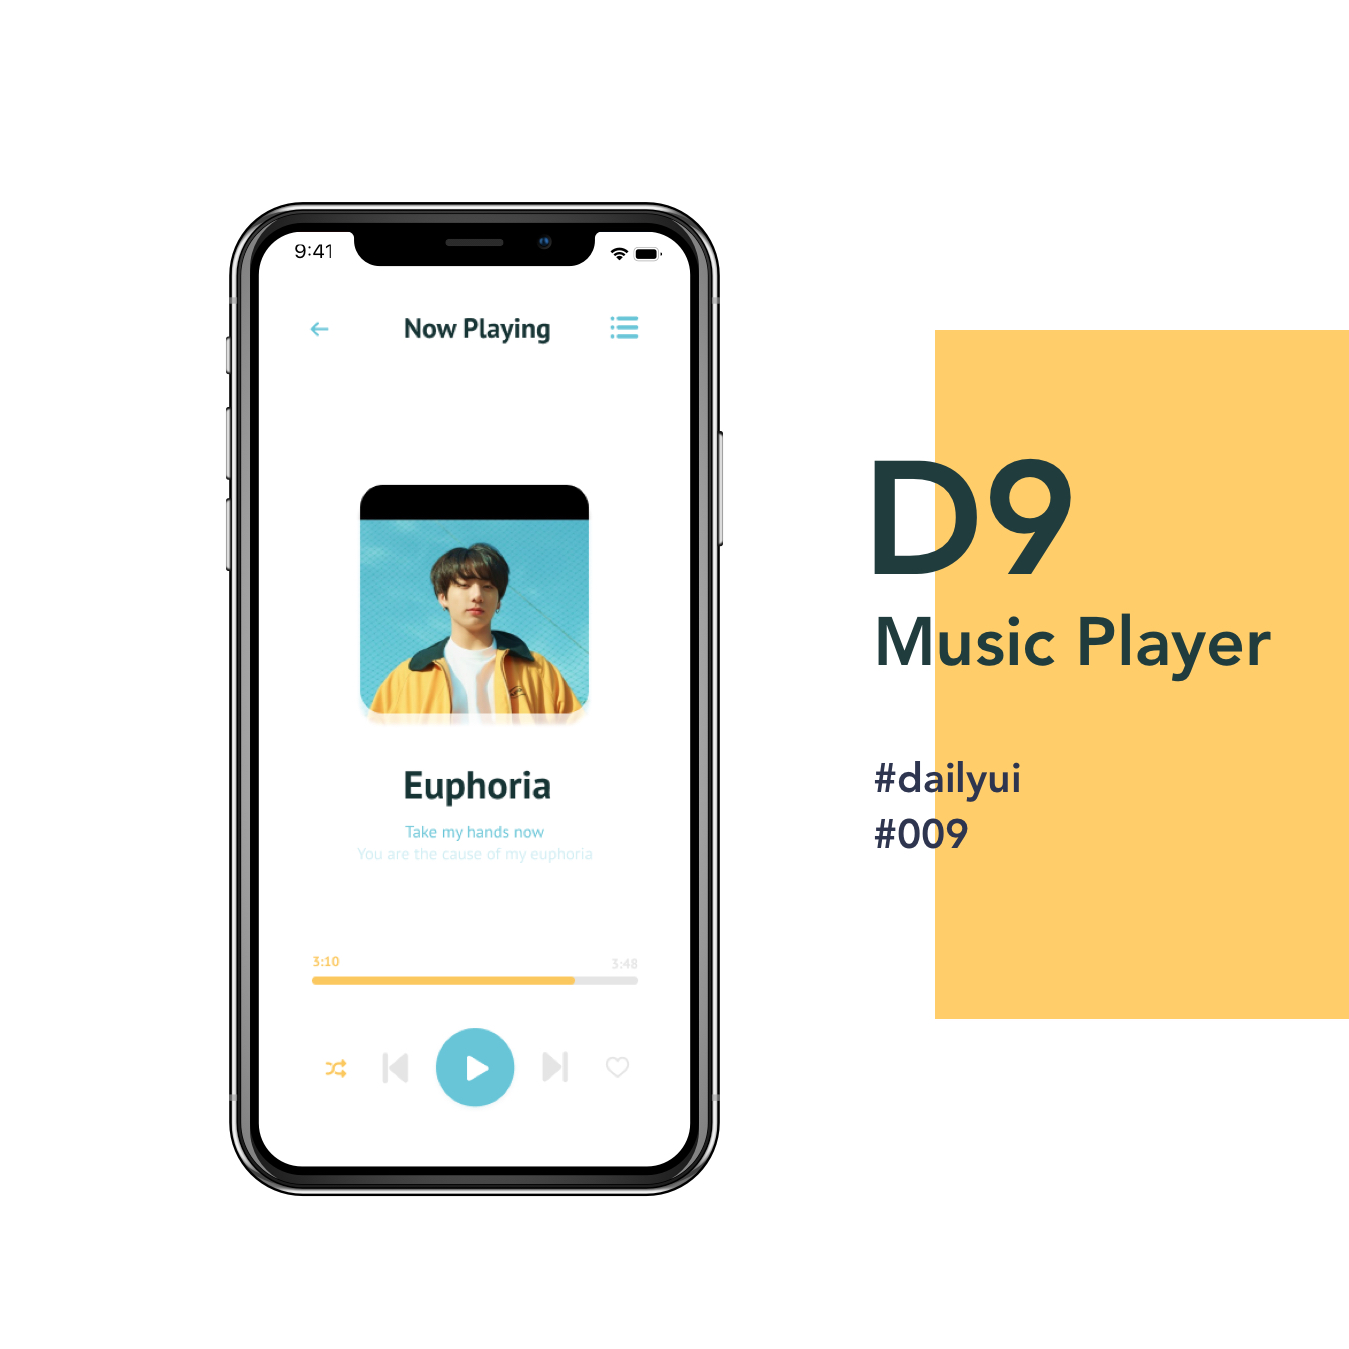 9:41
Now Playing
Euphoria
Take my hands now
You are the cause of my euphoria
3:10
3:48
D9
Music Player
#dailyui
#009